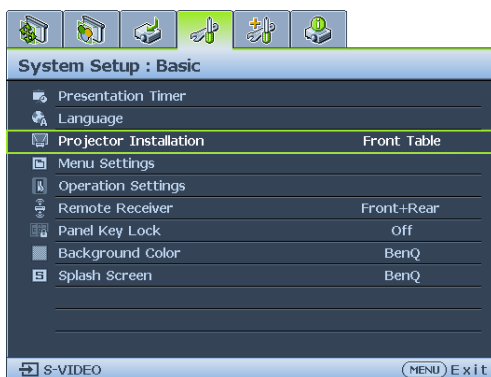 System Setup : Basic
Presentation Timer
Language
Projector Installation Front Table
Menu Settings
Operation Settings
Remote Receiver Front+Rear
Panel Key Lock Off
Background Color BenQ
Splash Screen BenQ
S-VIDEO MENU Exit